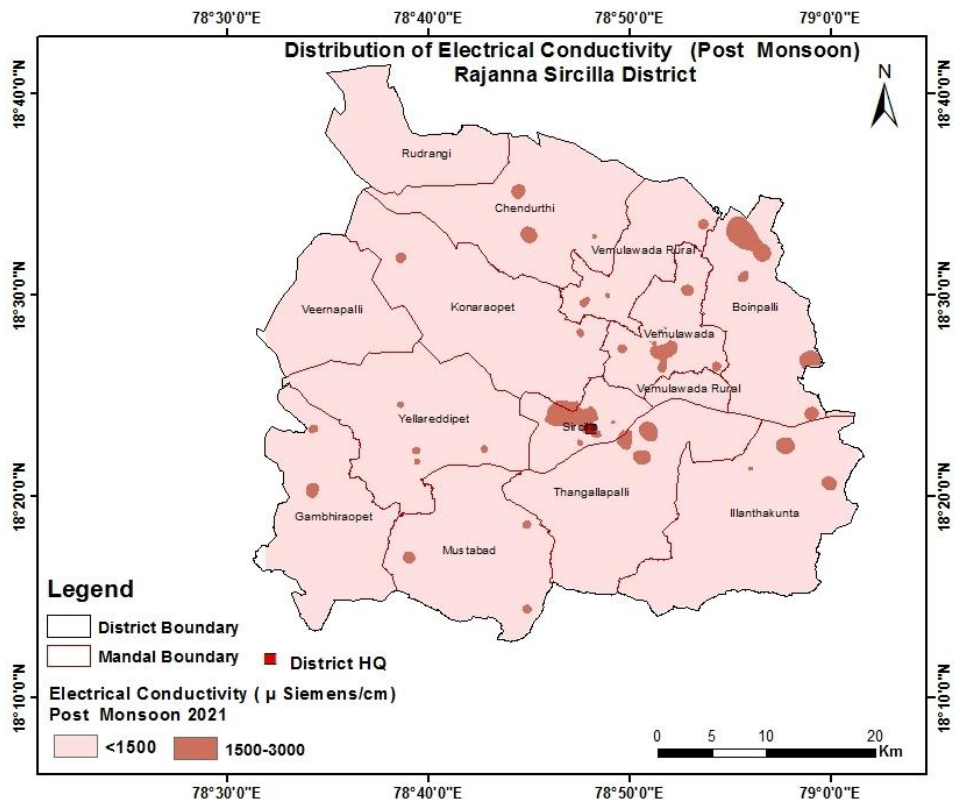 78°30'0"E 78°40'0"E 78°50'0"E 79°0'0"E
Distribution of Electrical Conductivity (Post Monsoon)
Rajanna Sircilla District
N
18°40'0"N 18°40'0"N
Rudrangi
Chendurthi
Vemulawada Rural
18°30'0"N 18°30'0"N
Veernapalli
Konaraopet
Boinpalli
Vemulawada
Vemulawada Rural
Yellareddipet
Sircilla
18°20'0"N 18°20'0"N
Gambhiraopet
Thangallapalli
Illanthakunta
Mustabad
Legend
District Boundary
Mandal Boundary
District HQ
Electrical Conductivity ( µ Siemens/cm)
Post Monsoon 2021
<1500
1500-3000
18°10'0"N 18°10'0"N
0 5 10 20
Km
78°30'0"E 78°40'0"E 78°50'0"E 79°0'0"E